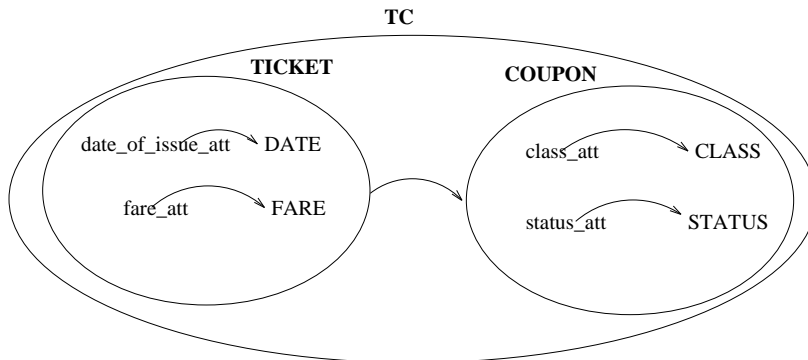 TC
TICKET
COUPON
date_of_issue_att DATE
class_att CLASS
fare_att FARE
status_att STATUS